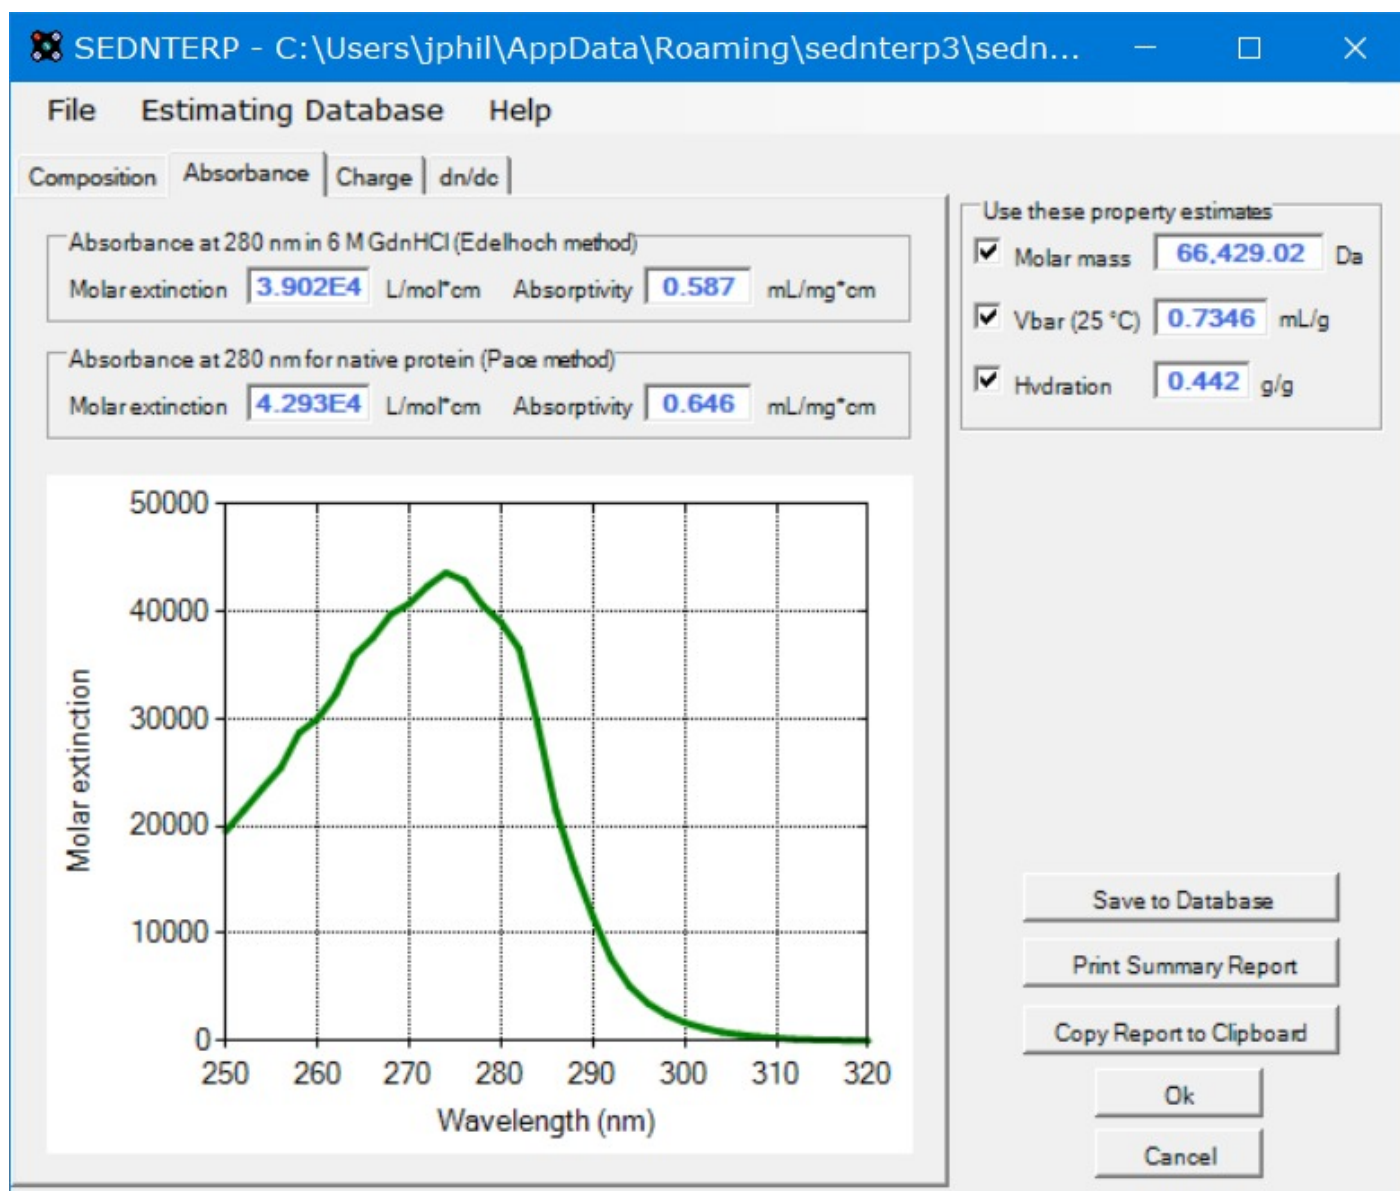 SEDNTERP - C:\Users\jphil\AppData\Roaming\sednterp3\sedn...
File Estimating Database Help
Composition Absorbance Charge dn/dc
Absorbance at 280 nm in 6 M GdnHCl (Edelhoch method)
Molar extinction 3.902E4 L/mol*cm Absorptivity 0.587 mL/mg*cm
Absorbance at 280 nm for native protein (Pace method)
Molar extinction 4.293E4 L/mol*cm Absorptivity 0.646 mL/mg*cm
Use these property estimates
Molar mass 66,429.02 Da
Vbar (25 °C) 0.7346 mL/g
Hydration 0.442 g/g
50000
40000
30000
20000
10000
0
Molar extinction
250 260 270 280 290 300 310 320
Wavelength (nm)
Save to Database
Print Summary Report
Copy Report to Clipboard
Ok
Cancel